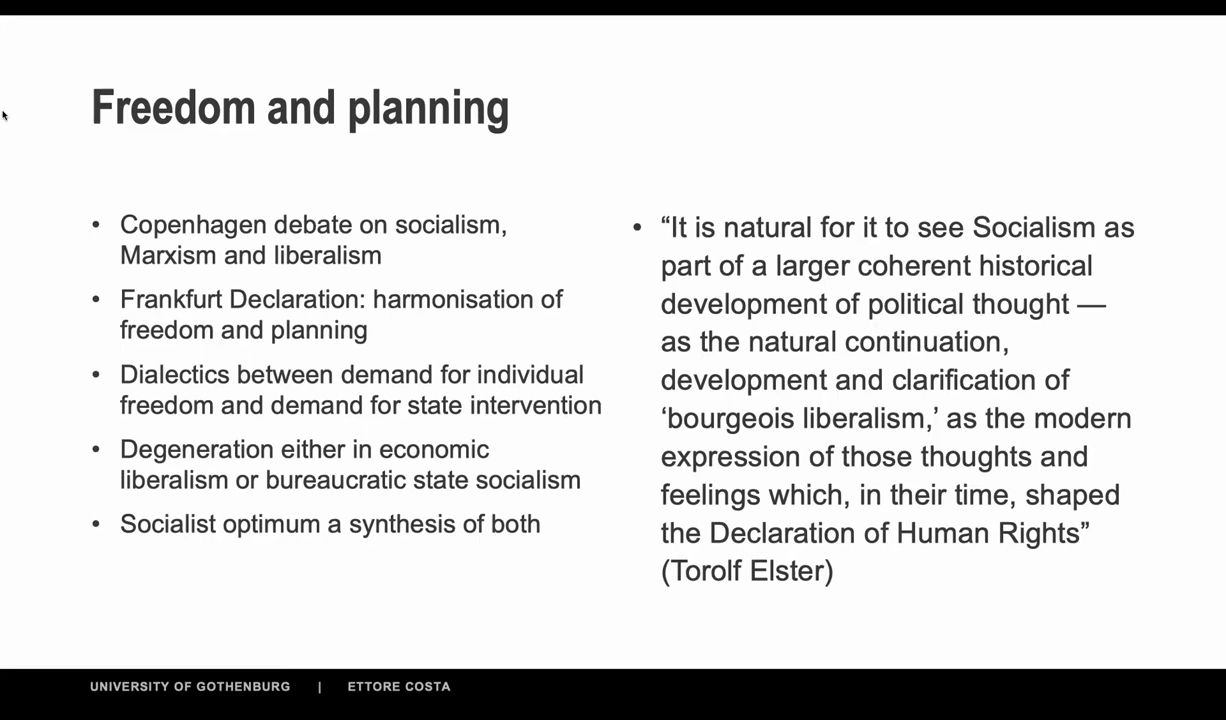 Freedom and planning
• Copenhagen debate on socialism,
Marxism and liberalism
• Frankfurt Declaration: harmonisation of
freedom and planning
• Dialectics between demand for individual
freedom and demand for state intervention
• Degeneration either in economic
liberalism or bureaucratic state socialism
• Socialist optimum a synthesis of both
• “It is natural for it to see Socialism as
part of a larger coherent historical
development of political thought —
as the natural continuation,
development and clarification of
‘bourgeois liberalism,’ as the modern
expression of those thoughts and
feelings which, in their time, shaped
the Declaration of Human Rights”
(Torolf Elster)
UNIVERSITY OF GOTHENBURG | ETTORE COSTA